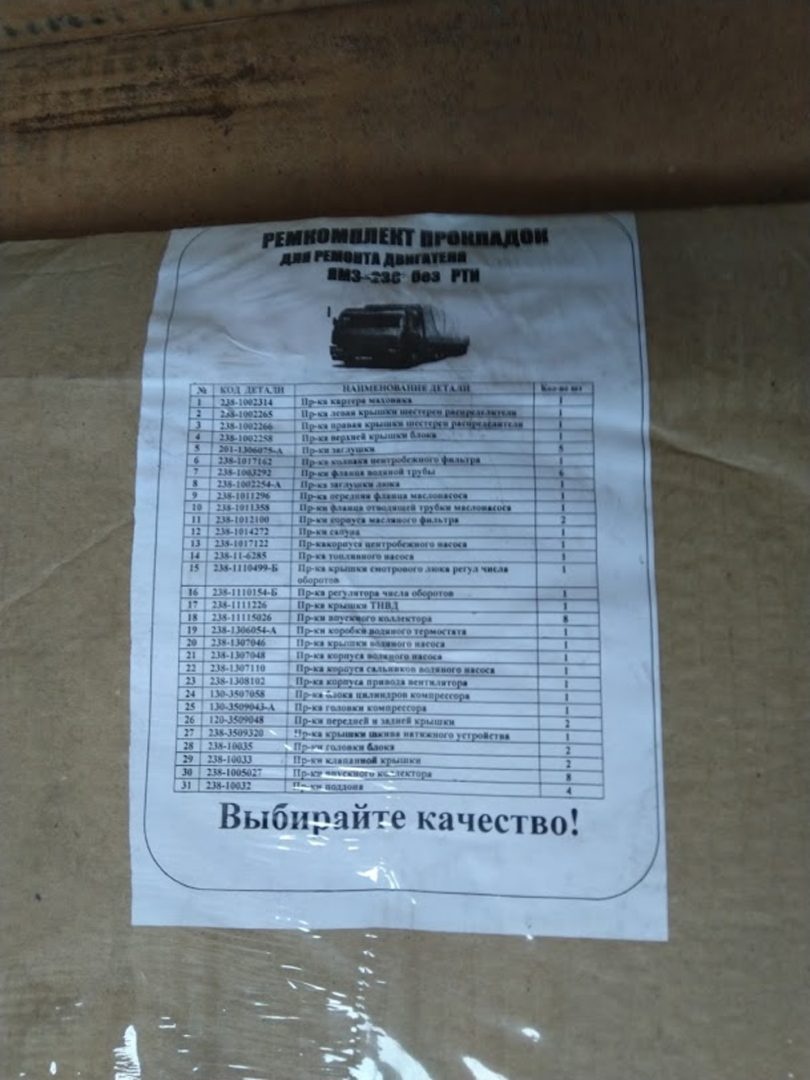 РЕМКОМПЛЕКТ ПРОКЛАДОК
ДЛЯ РЕМОНТА ДВИГАТЕЛЯ
ЯМЗ-238 без РТИ
№ КОД ДЕТАЛИ НАИМЕНОВАНИЕ ДЕТАЛИ Кол-во шт
1 238-1002314 Пр-ка картера маховика 1
2 238-1002265 Пр-ка левая крышки шестерен распределителя 1
3 238-1002266 Пр-ка правая крышки шестерен распределителя 1
4 238-1002258 Пр-ка верхней крышки блока 1
5 201-1306075-А Пр-ки заглушки 5
6 238-1017162 Пр-ка колпака центробежного фильтра 1
7 238-1003292 Пр-ки фланца водяной трубы 6
8 238-1002254-А Пр-ка заглушки люка 1
9 238-1011296 Пр-ка передняя фланца маслонасоса 1
10 238-1011358 Пр-ки фланца отводящей трубки маслонасоса 1
11 238-1012100 Пр-ки корпуса масляного фильтра 2
12 238-1014272 Пр-ки сапуна 1
13 238-1017122 Пр-какорпуса центробежного насоса 1
14 238-11-6285 Пр-ка топливного насоса 1
15 238-1110499-Б Пр-ка крышки смотрового люка регул числа 1
оборотов
16 238-1110154-Б Пр-ка регулятора числа оборотов 1
17 238-1111226 Пр-ка крышки ТНВД 1
18 238-11115026 Пр-ки впускного коллектора 8
19 238-1306054-А Пр-ки коробки водяного термостата 1
20 238-1307046 Пр-ка крышки водяного насоса 1
21 238-1307048 Пр-ка корпуса водяного насоса 1
22 238-1307110 Пр-ка корпуса сальников водяного насоса 1
23 238-1308102 Пр-ка корпуса привода вентилятора 1
24 130-3507058 Пр-ка блока цилиндров компрессора 1
25 130-3509043-А Пр-ка головки компрессора 1
26 120-3509048 Пр-ки передней и задней крышки 2
27 238-3509320 Пр-ка крышки шкива натяжного устройства 1
28 238-10035 Пр-ки головки блока 2
29 238-10033 Пр-ки клапанной крышки 2
30 238-1005027 Пр-ки впускного коллектора 8
31 238-10032 Пр-ки поддона 4
Выбирайте качество!